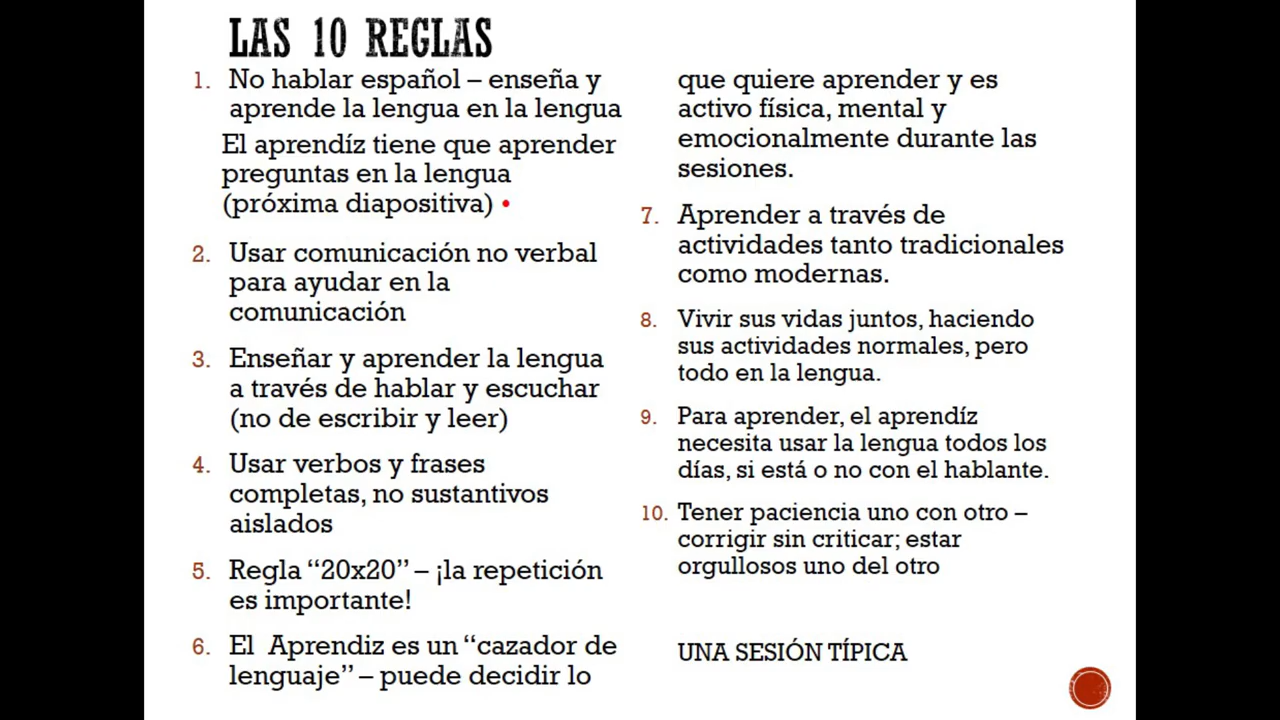 LAS 10 REGLAS
1. No hablar español – enseña y
aprende la lengua en la lengua
El aprendíz tiene que aprender
preguntas en la lengua
(próxima diapositiva) •
2. Usar comunicación no verbal
para ayudar en la
comunicación
3. Enseñar y aprender la lengua
a través de hablar y escuchar
(no de escribir y leer)
4. Usar verbos y frases
completas, no sustantivos
aislados
5. Regla “20x20” – ¡la repetición
es importante!
6. El  Aprendiz es un “cazador de
lenguaje” – puede decidir lo
que quiere aprender y es
activo física, mental y
emocionalmente durante las
sesiones.
7. Aprender a través de
actividades tanto tradicionales
como modernas.
8. Vivir sus vidas juntos, haciendo
sus actividades normales, pero
todo en la lengua.
9. Para aprender, el aprendíz
necesita usar la lengua todos los
días, si está o no con el hablante.
10. Tener paciencia uno con otro –
corrigir sin criticar; estar
orgullosos uno del otro
UNA SESIÓN TÍPICA